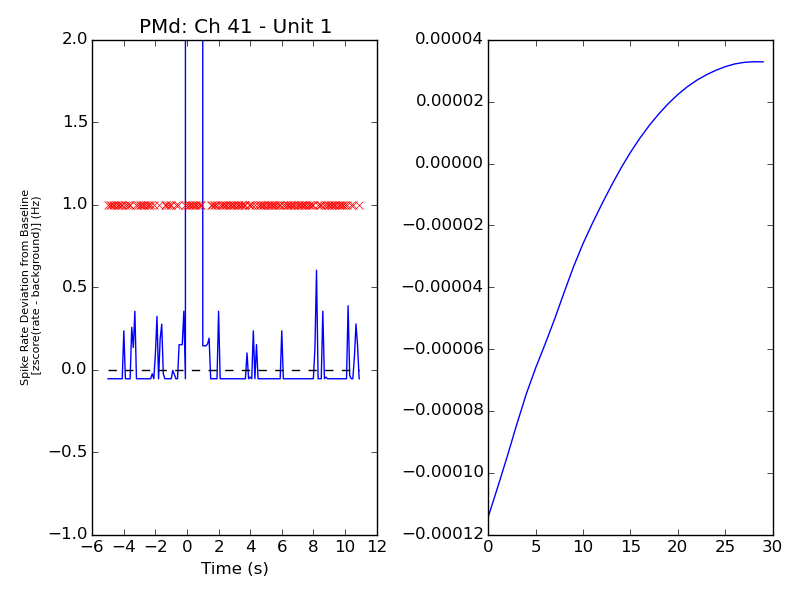 PMd: Ch 41 - Unit 1
Spike Rate Deviation from Baseline
[zscore(rate - background)] (Hz)
2.0
1.5
1.0
0.5
0.0
−0.5
−1.0
−6 −4 −2 0 2 4 6 8 10 12
Time (s)
0.00004
0.00002
0.00000
−0.00002
−0.00004
−0.00006
−0.00008
−0.00010
−0.00012
0 5 10 15 20 25 30